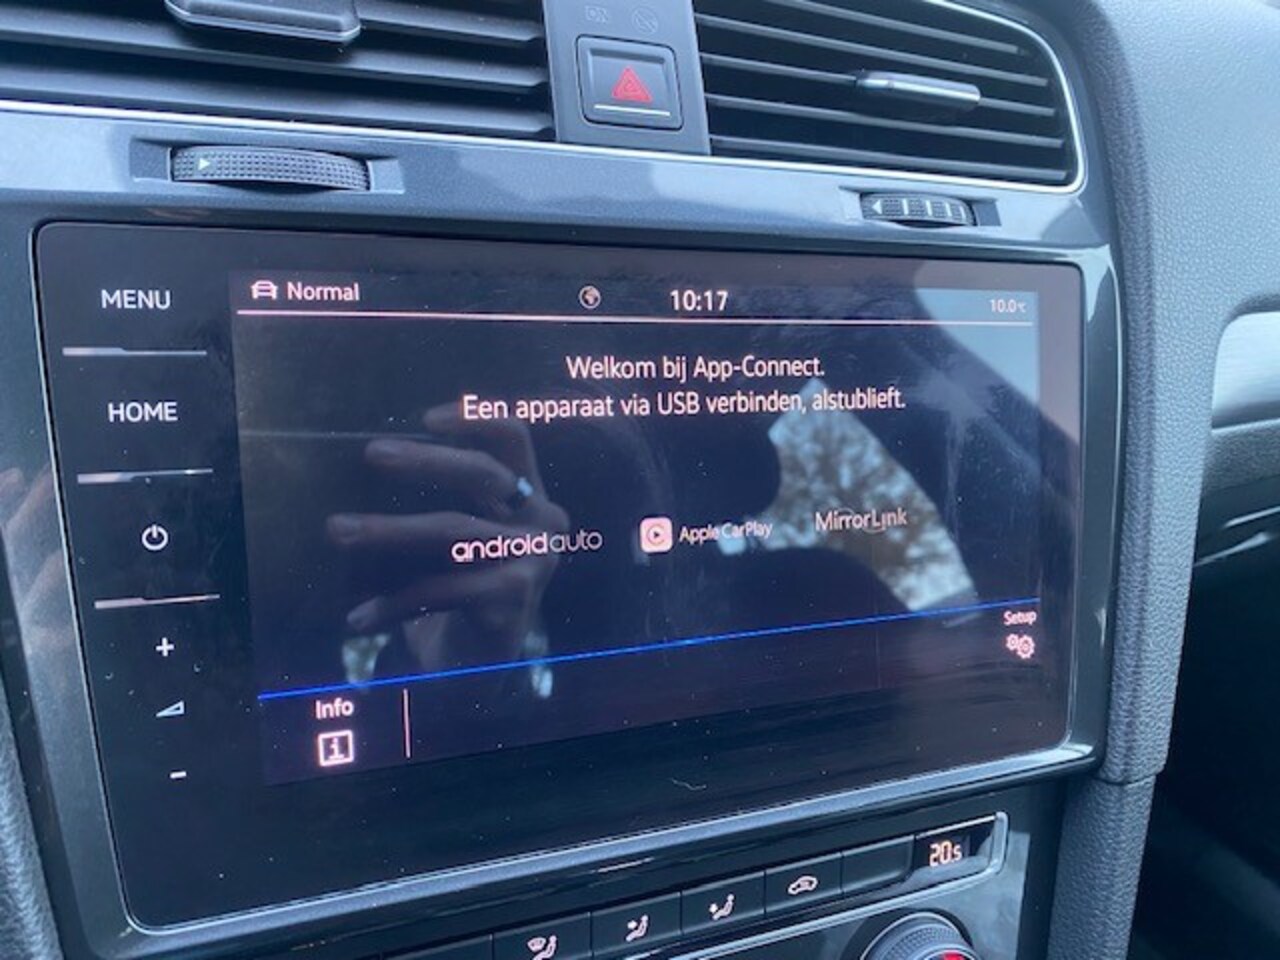 MENU
Normal
10:17
10.0°C
Welkom bij App-Connect.
Een apparaat via USB verbinden, alstublieft.
HOME
androidauto
Apple CarPlay
MirrorLink
+
-
Setup
Info
i
20.5